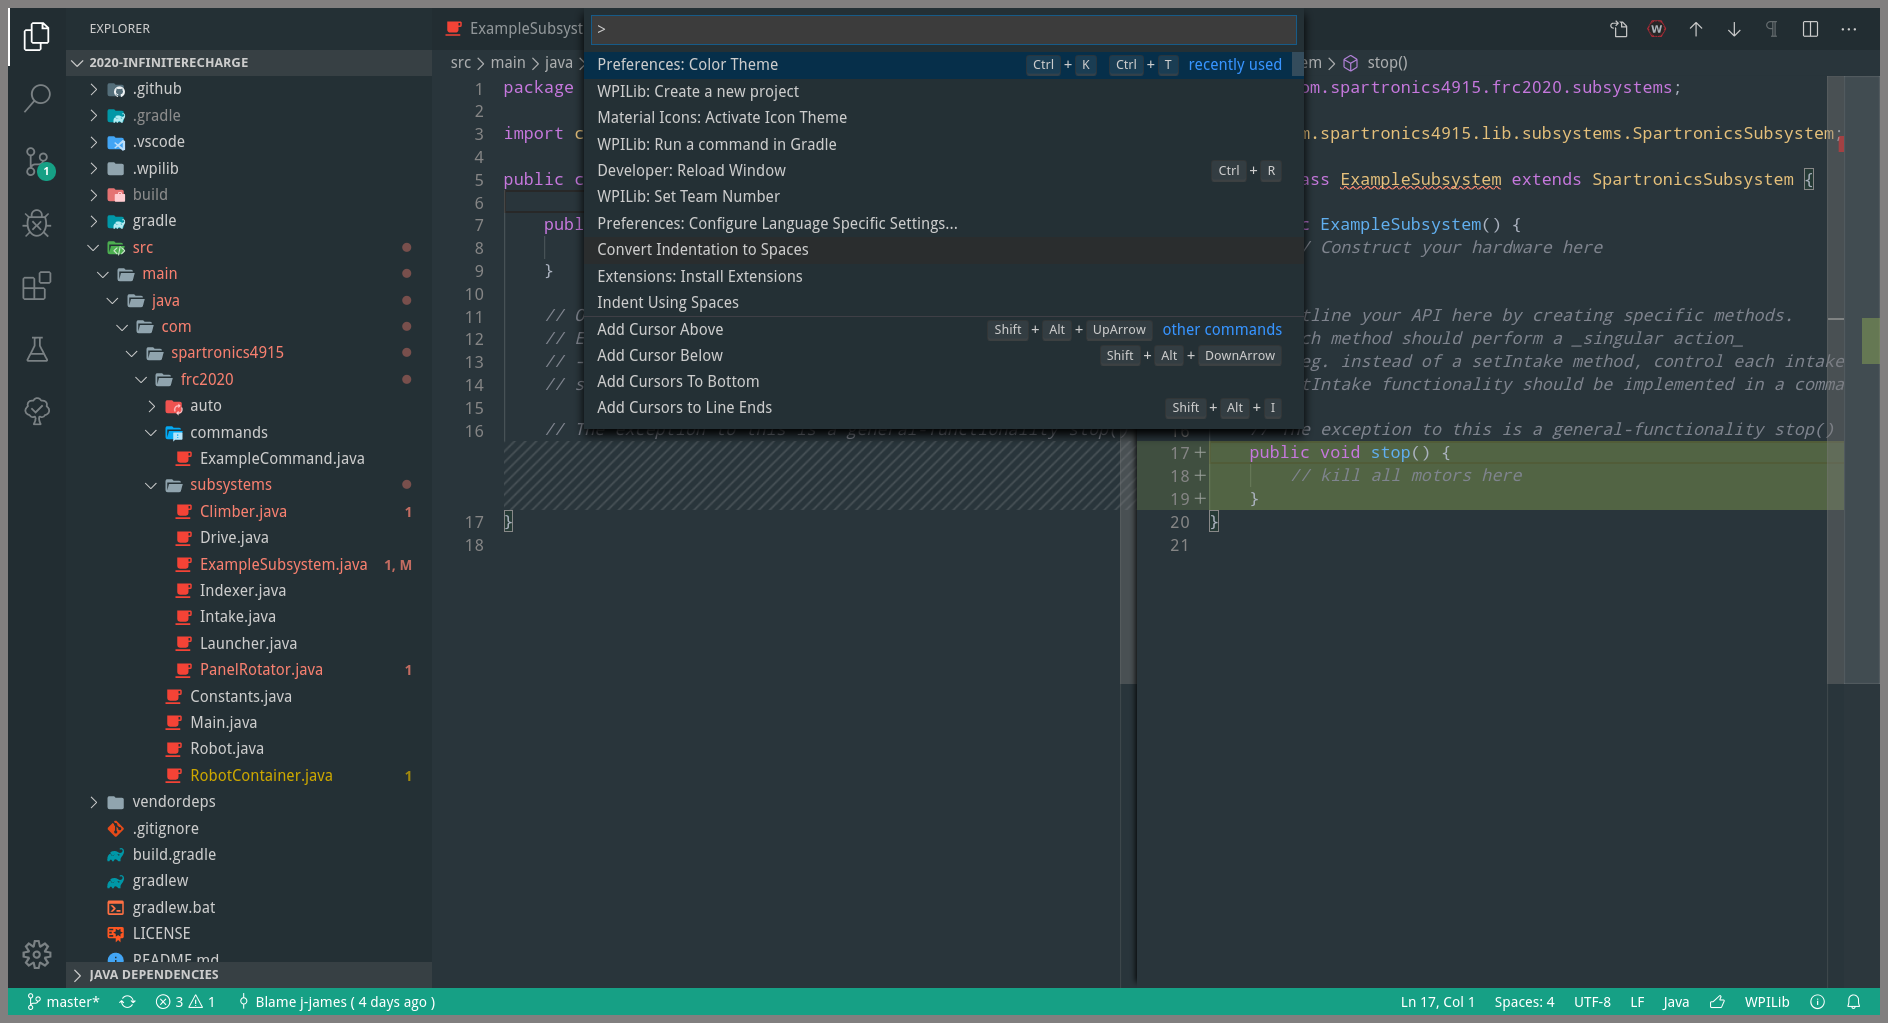 EXPLORER
2020-INFINITERECHARGE
.github
.gradle
.vscode
.wpilib
build
gradle
src
main
java
com
spartronics4915
frc2020
auto
commands
ExampleCommand.java
subsystems
Climber.java 1
Drive.java
ExampleSubsystem.java 1, M
Indexer.java
Intake.java
Launcher.java
PanelRotator.java 1
Constants.java
Main.java
Robot.java
RobotContainer.java 1
vendordeps
.gitignore
build.gradle
gradlew
gradlew.bat
LICENSE
README.md
JAVA DEPENDENCIES
1
ExampleSubsyst
src > main > java >
>
Preferences: Color Theme Ctrl + K Ctrl + T recently used
WPILib: Create a new project
Material Icons: Activate Icon Theme
WPILib: Run a command in Gradle
Developer: Reload Window Ctrl + R
WPILib: Set Team Number
Preferences: Configure Language Specific Settings...
Convert Indentation to Spaces
Extensions: Install Extensions
Indent Using Spaces
Add Cursor Above Shift + Alt + UpArrow other commands
Add Cursor Below Shift + Alt + DownArrow
Add Cursors To Bottom
Add Cursors to Line Ends Shift + Alt + I
1 package
2
3 import c
4
5 public c
6
7 publ
8
9 }
10
11 // O
12 // E
13 // -
14 // s
15
16 // The exception to this is a general-functionality stop(
17 }
18
W
em > stop()
om.spartronics4915.frc2020.subsystems;
m.spartronics4915.lib.subsystems.SpartronicsSubsystem;
ass ExampleSubsystem extends SpartronicsSubsystem {
c ExampleSubsystem() {
/ Construct your hardware here
tline your API here by creating specific methods.
ch method should perform a _singular action_
eg. instead of a setIntake method, control each intake
tIntake functionality should be implemented in a comma
16 // The exception to this is a general-functionality stop()
17+ public void stop() {
18+ // kill all motors here
19+ }
20 }
21
master* 3 1 Blame j-james ( 4 days ago )
Ln 17, Col 1 Spaces: 4 UTF-8 LF Java WPILib